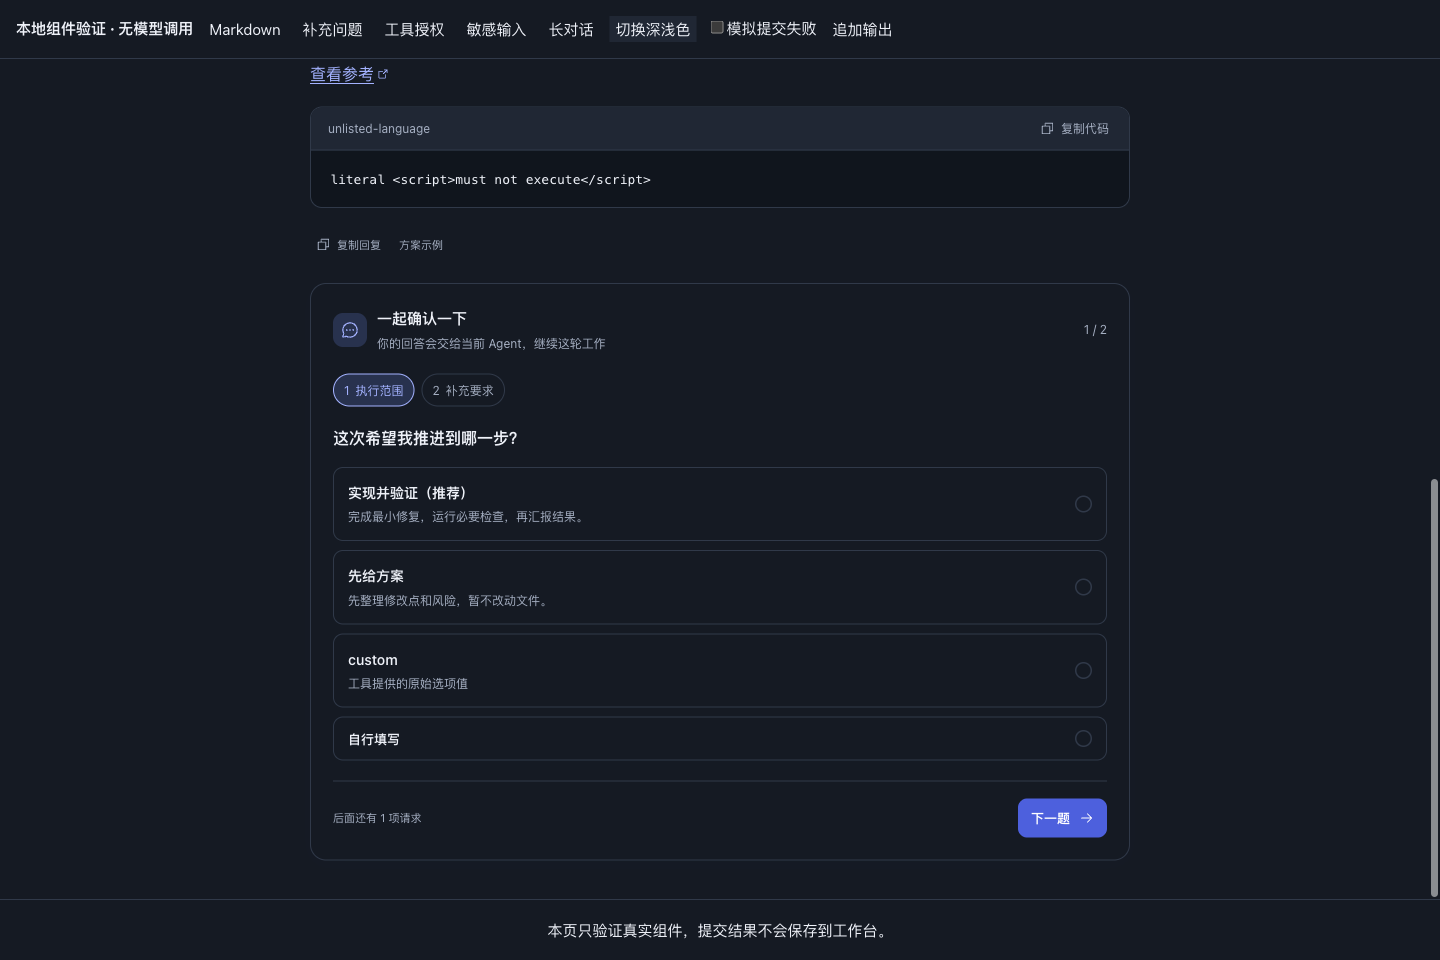 本地组件验证 · 无模型调用 Markdown 补充问题 工具授权 敏感输入 长对话 切换深浅色 模拟提交失败 追加输出
查看参考
unlisted-language 复制代码
literal <script>must not execute</script>
复制回复 方案示例
一起确认一下
你的回答会交给当前 Agent，继续这轮工作
1 / 2
1 执行范围 2 补充要求
这次希望我推进到哪一步?
实现并验证（推荐）
完成最小修复，运行必要检查，再汇报结果。
先给方案
先整理修改点和风险，暂不改动文件。
custom
工具提供的原始选项值
自行填写
后面还有 1 项请求 下一题
本页只验证真实组件，提交结果不会保存到工作台。